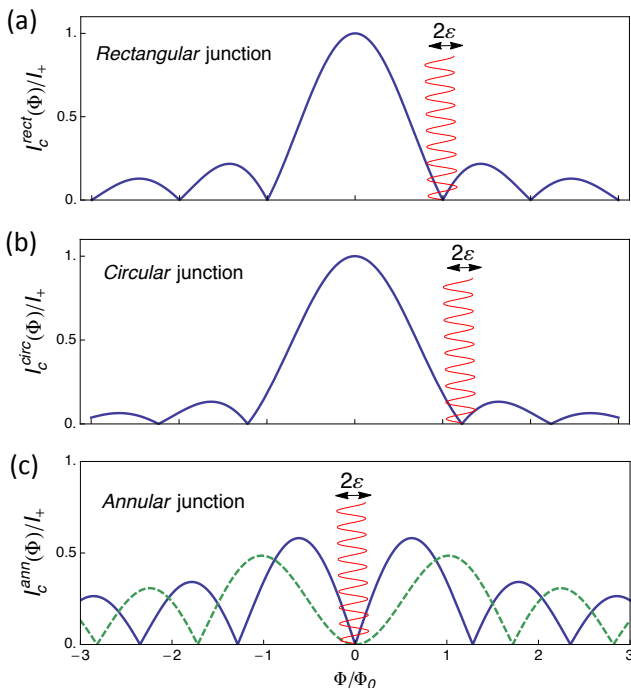 (a)
Rectangular junction
2ε
I_c^{rect}(Φ)/I_+
1.
0.5
0.
(b)
Circular junction
2ε
I_c^{circ}(Φ)/I_+
1.
0.5
0.
(c)
Annular junction
2ε
I_c^{ann}(Φ)/I_+
1.
0.5
0.
−3 −2 −1 0 1 2 3
Φ/Φ_0